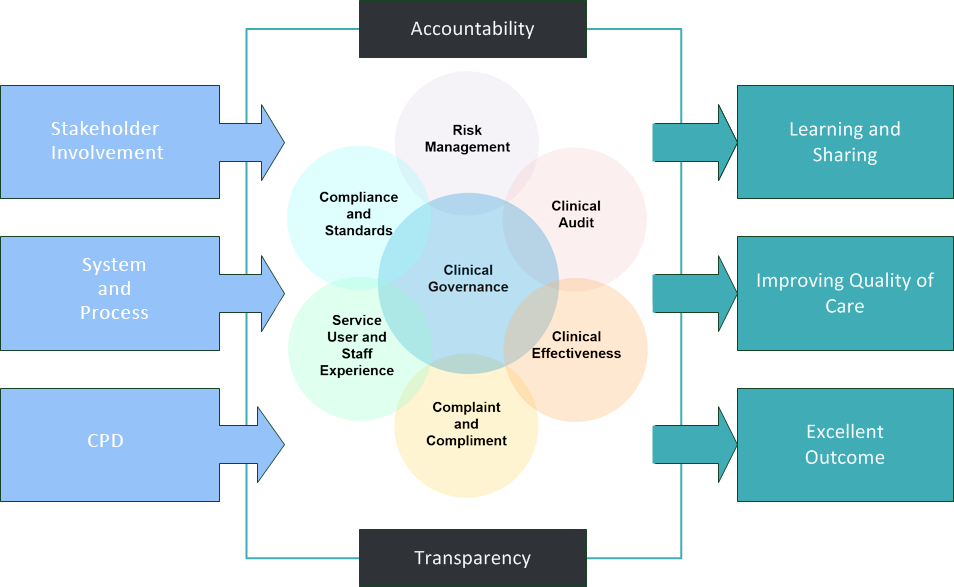 Accountability
Stakeholder
Involvement
System
and
Process
CPD
Risk
Management
Compliance
and
Standards
Clinical
Audit
Clinical
Governance
Service
User and
Staff
Experience
Clinical
Effectiveness
Complaint
and
Compliment
Learning and
Sharing
Improving Quality of
Care
Excellent
Outcome
Transparency